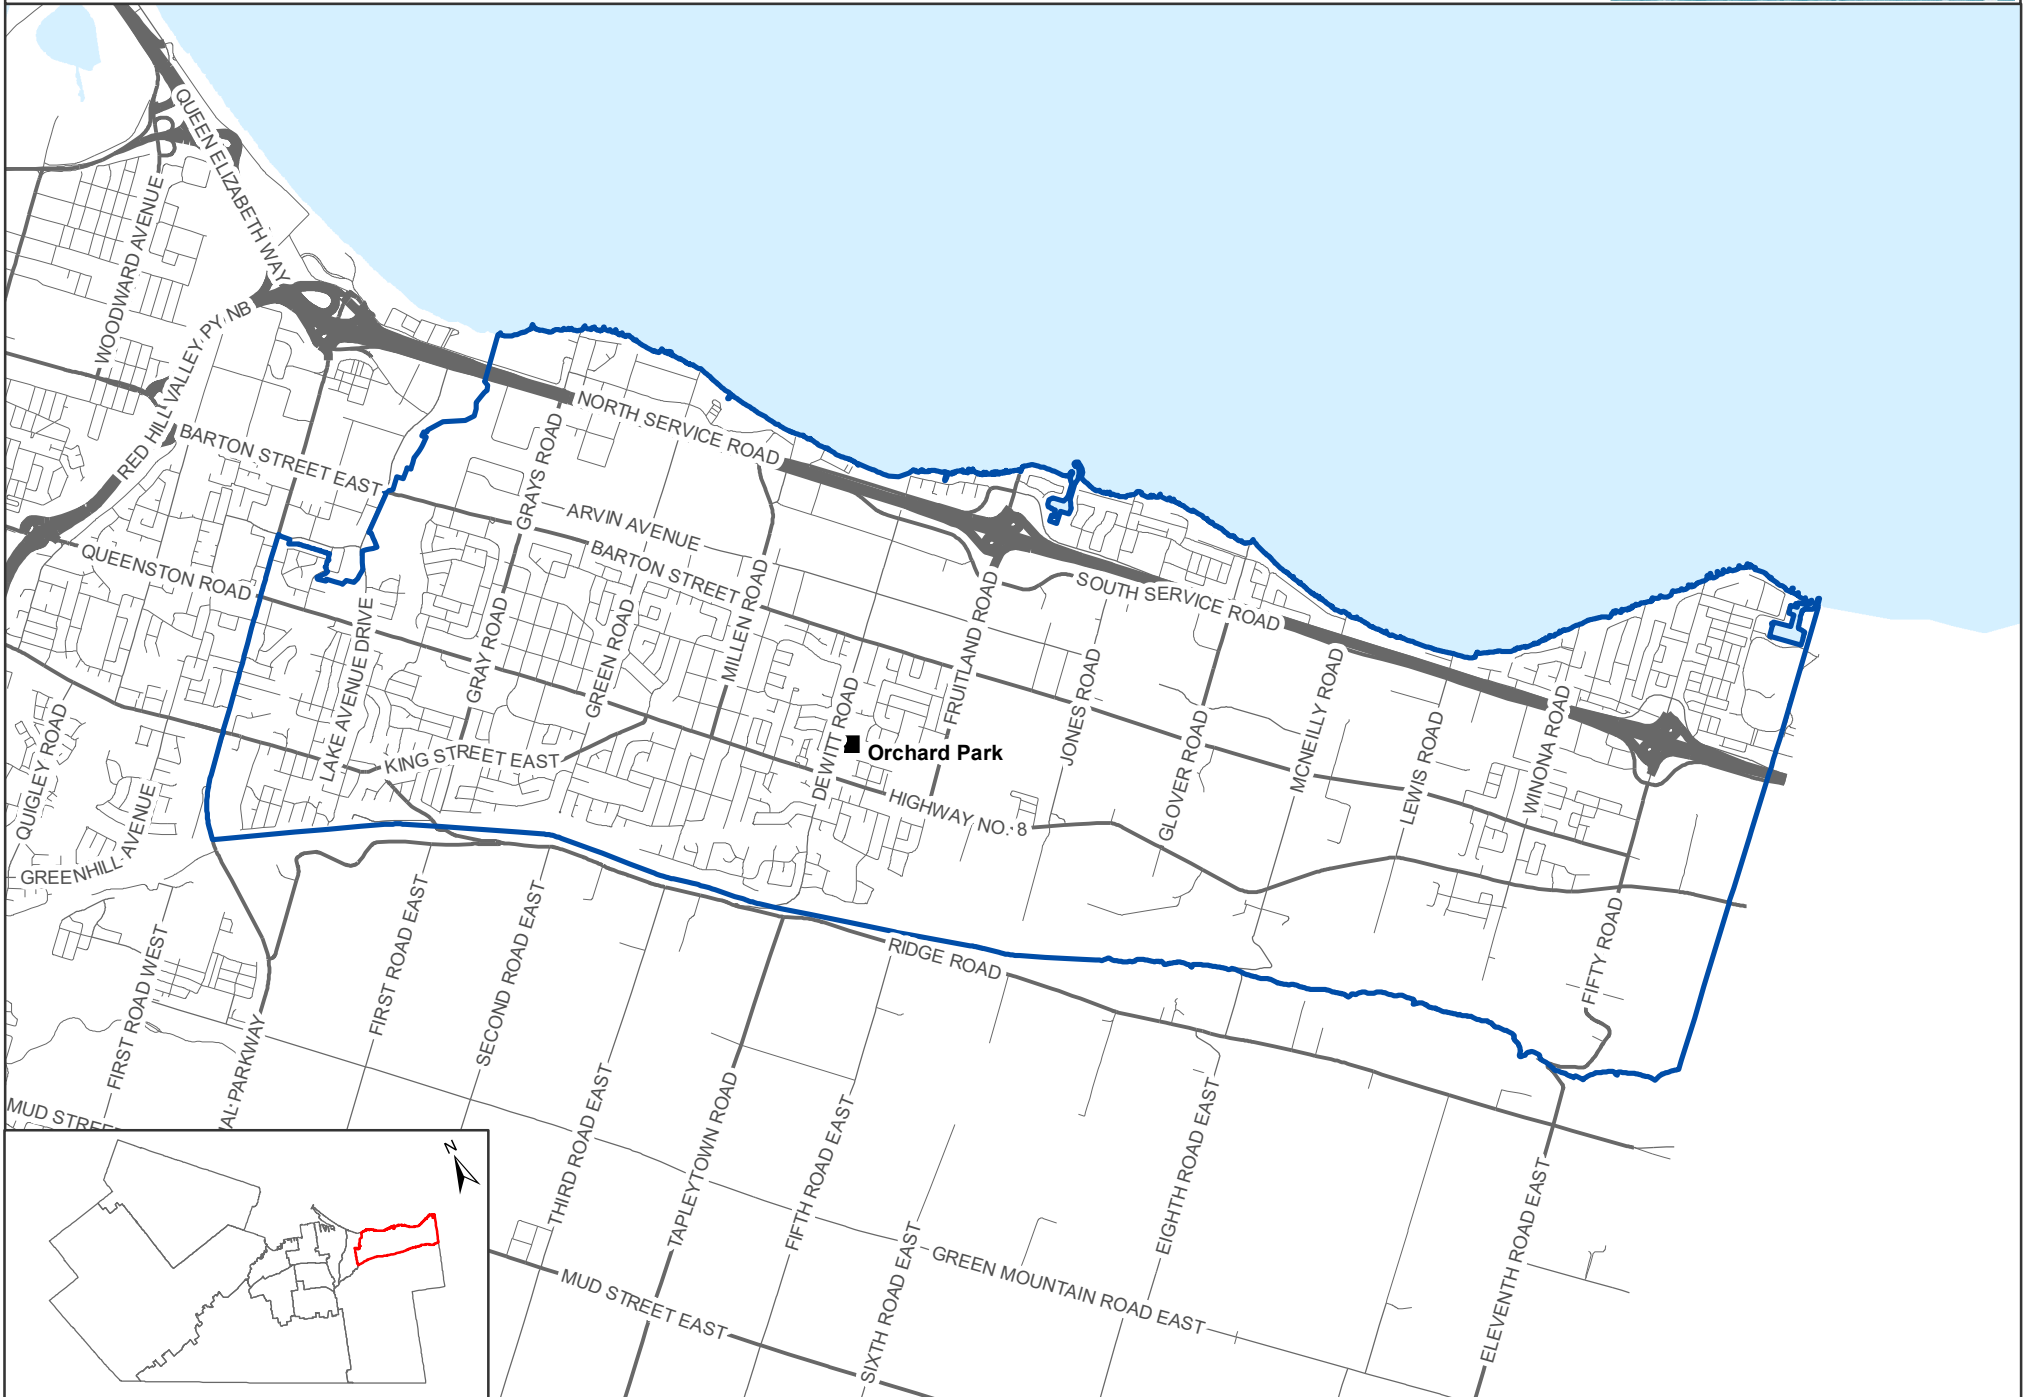 QUEEN ELIZABETH WAY
WOODWARD AVENUE
RED HILL VALLEY PY NB
BARTON STREET EAST
QUEENSTON ROAD
NORTH SERVICE ROAD
GRAYS ROAD
ARVIN AVENUE
BARTON STREET
MILLEN ROAD
SOUTH SERVICE ROAD
FRUITLAND ROAD
LAKE AVENUE DRIVE
GRAY ROAD
GREEN ROAD
DEWITT ROAD
JONES ROAD
GLOVER ROAD
MCNEILLY ROAD
LEWIS ROAD
WINONA ROAD
Orchard Park
KING STREET EAST
HIGHWAY NO. 8
QUIGLEY ROAD
GREENHILL AVENUE
FIRST ROAD WEST
FIRST ROAD EAST
SECOND ROAD EAST
RIDGE ROAD
FIFTY ROAD
AL PARKWAY
MUD STREE
THIRD ROAD EAST
TAPLEYTOWN ROAD
FIFTH ROAD EAST
SIXTH ROAD EAST
EIGHTH ROAD EAST
ELEVENTH ROAD EAST
GREEN MOUNTAIN ROAD EAST
MUD STREET EAST
N